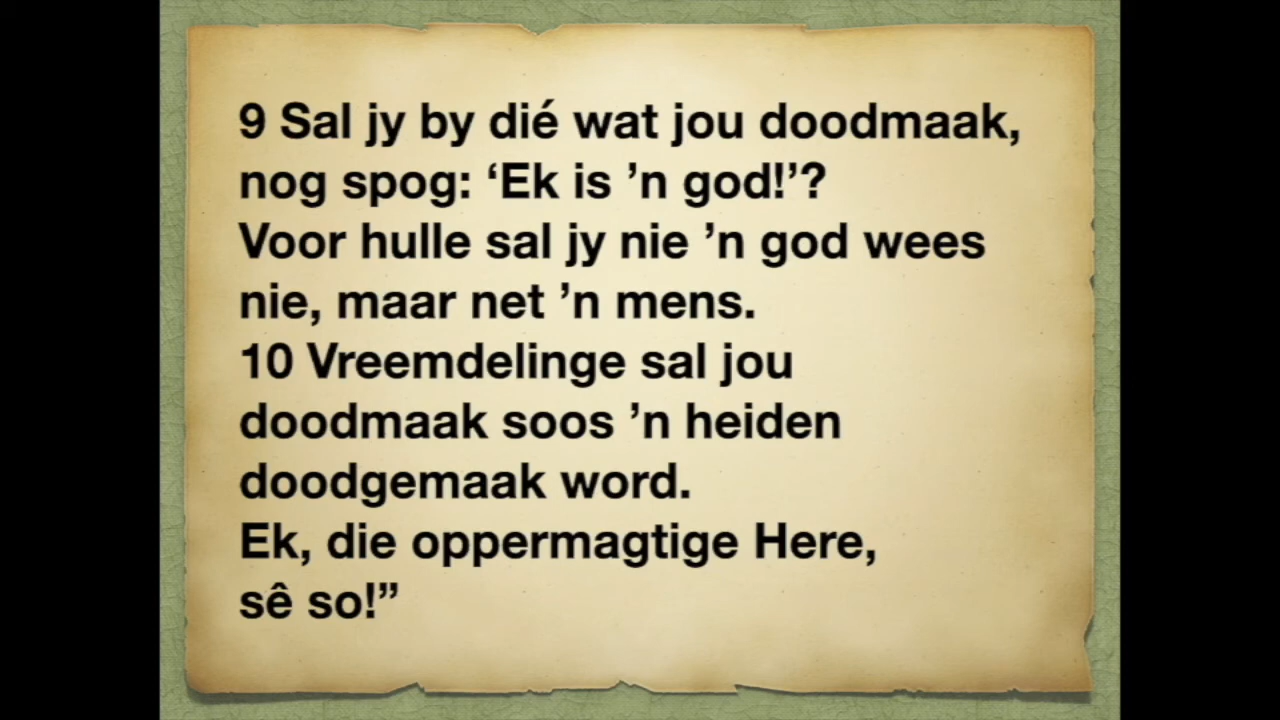 9 Sal jy by dié wat jou doodmaak,
nog spog: ‘Ek is ’n god!’?
Voor hulle sal jy nie ’n god wees
nie, maar net ’n mens.
10 Vreemdelinge sal jou
doodmaak soos ’n heiden
doodgemaak word.
Ek, die oppermagtige Here,
sê so!”